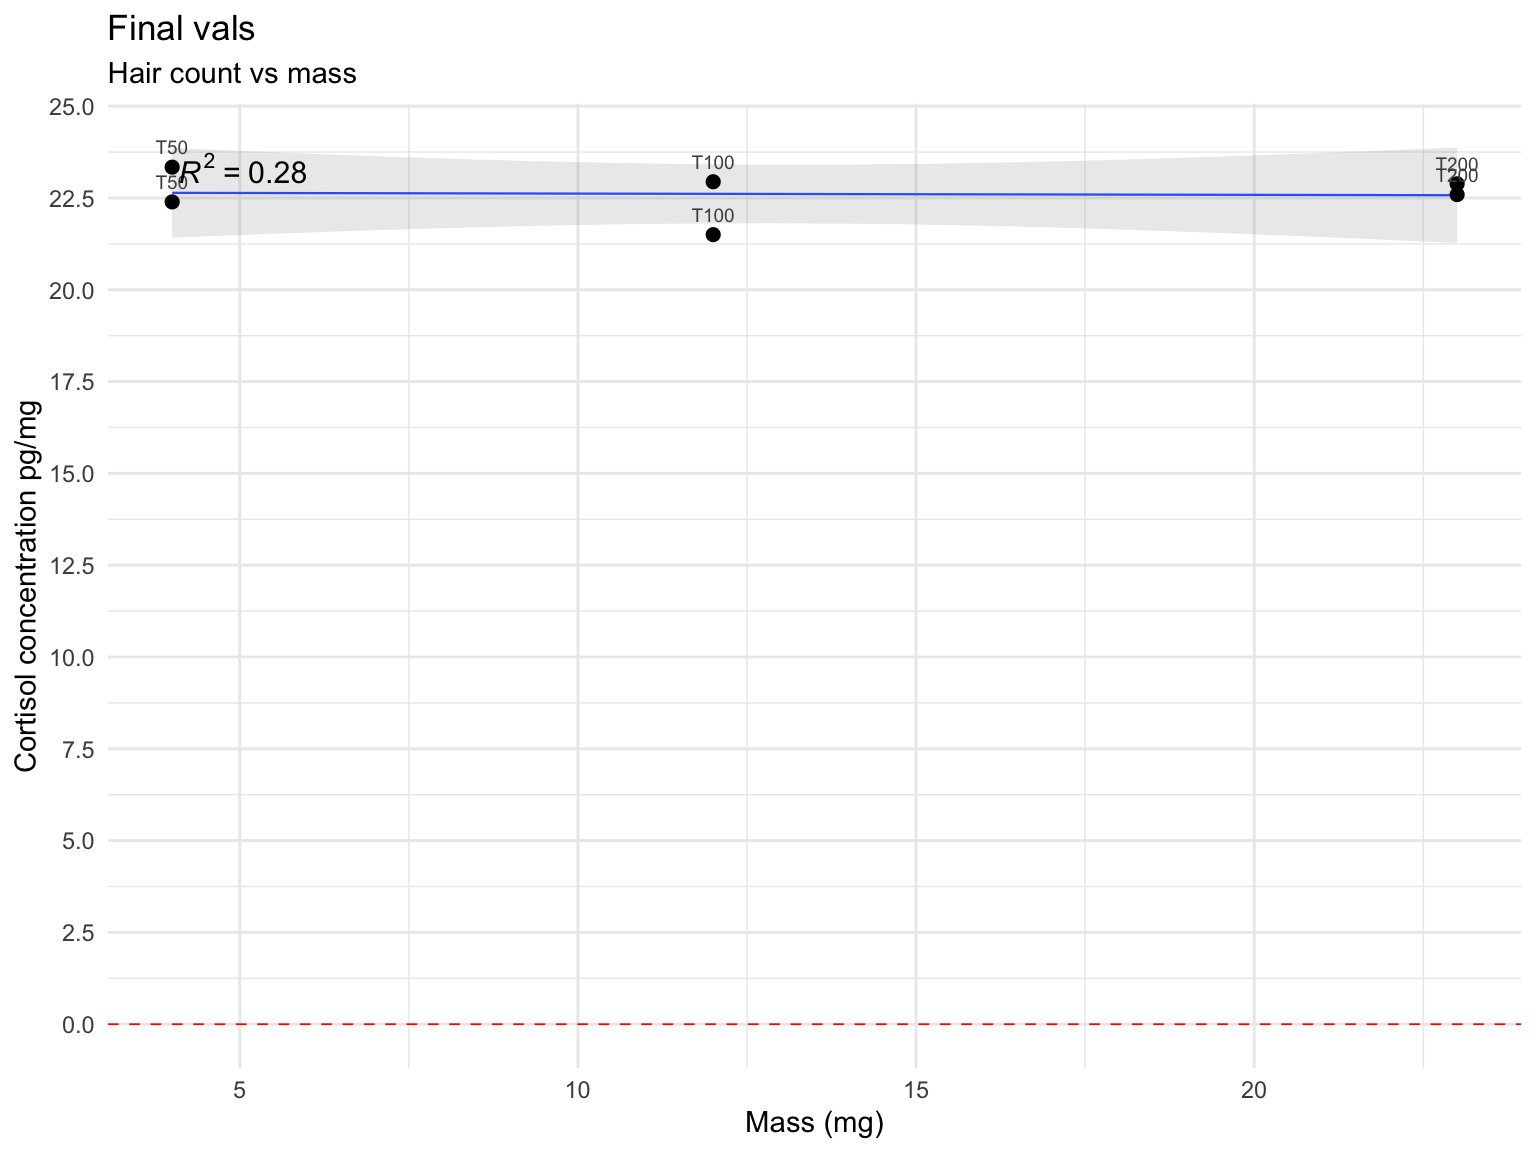 Final vals
Hair count vs mass
25.0
22.5
20.0
17.5
15.0
12.5
10.0
7.5
5.0
2.5
0.0
Cortisol concentration pg/mg
T50
T50
R² = 0.28
T100
T100
T200
T200
5
10
15
20
Mass (mg)